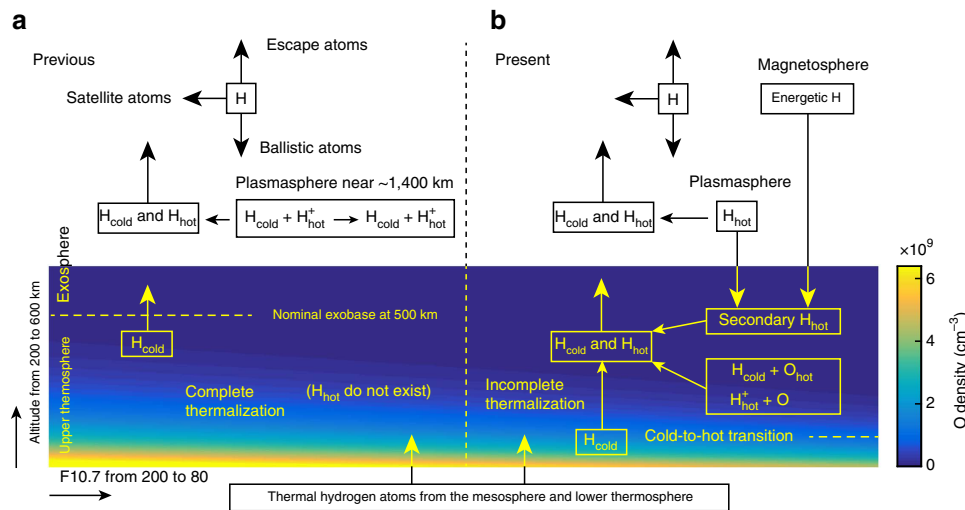 a
b
Previous
Escape atoms
Satellite atoms
H
Ballistic atoms
Plasmasphere near ~1,400 km
H_cold and H_hot
H_cold + H⁺_hot → H_cold + H⁺_hot
Present
H
Magnetosphere
Energetic H
Plasmasphere
H_cold and H_hot
H_hot
Exosphere
Upper thermosphere
Altitude from 200 to 600 km
Nominal exobase at 500 km
H_cold
Complete
thermalization
(H_hot do not exist)
Incomplete
thermalization
Secondary H_hot
H_cold and H_hot
H_cold + O_hot
H⁺_hot + O
H_cold
Cold-to-hot transition
F10.7 from 200 to 80
Thermal hydrogen atoms from the mesosphere and lower thermosphere
×10⁹
6
4
2
0
O density (cm⁻³)